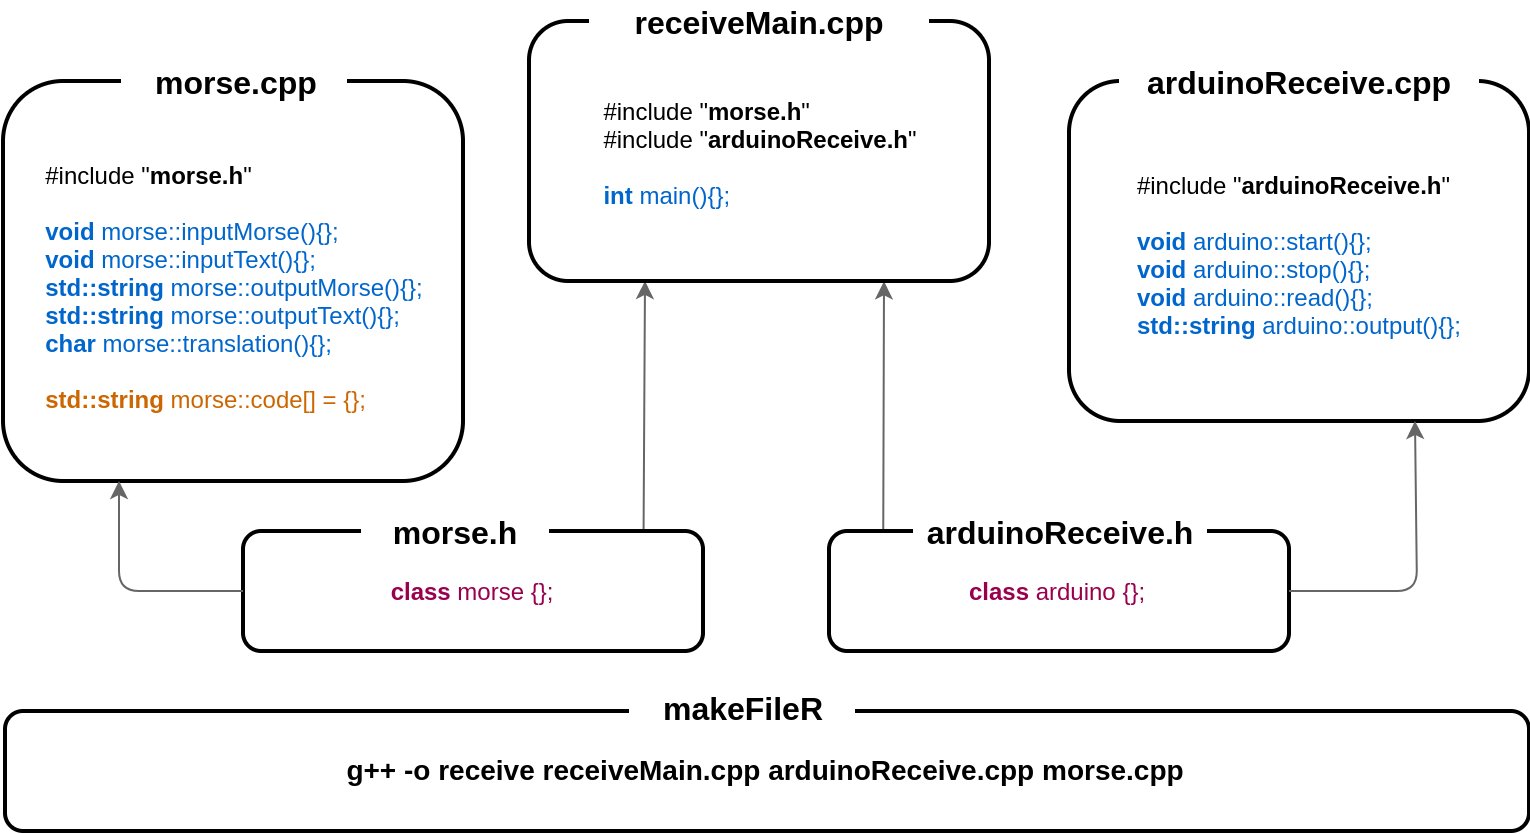 receiveMain.cpp
#include "morse.h"
#include "arduinoReceive.h"
int main(){};
morse.cpp
#include "morse.h"
void morse::inputMorse(){};
void morse::inputText(){};
std::string morse::outputMorse(){};
std::string morse::outputText(){};
char morse::translation(){};
std::string morse::code[] = {};
arduinoReceive.cpp
#include "arduinoReceive.h"
void arduino::start(){};
void arduino::stop(){};
void arduino::read(){};
std::string arduino::output(){};
morse.h
class morse {};
arduinoReceive.h
class arduino {};
makeFileR
g++ -o receive receiveMain.cpp arduinoReceive.cpp morse.cpp